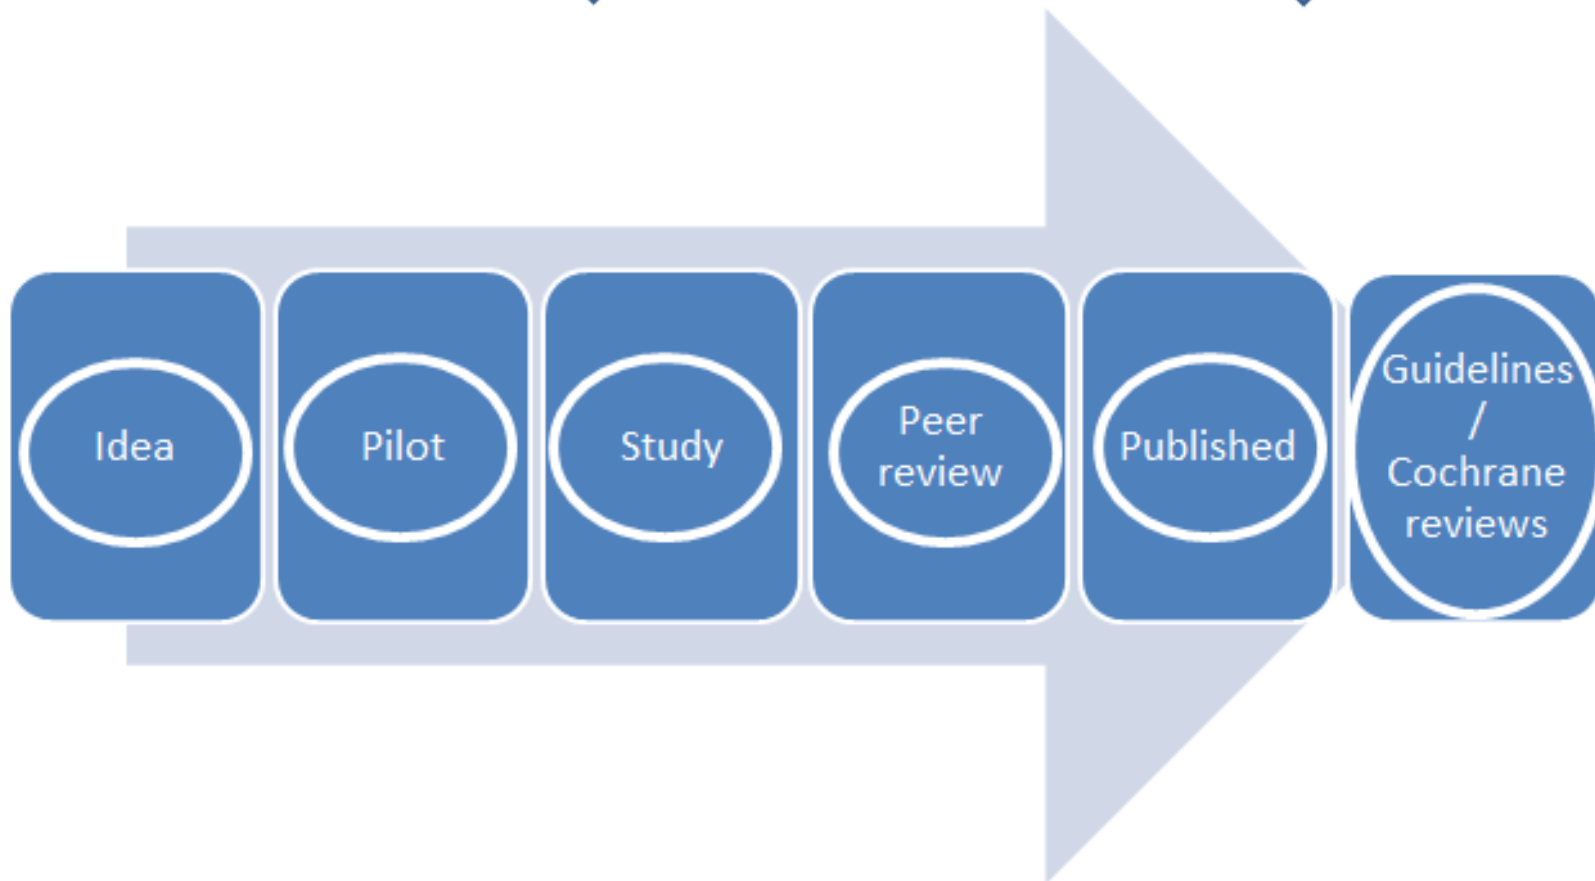 Idea
Pilot
Study
Peer
review
Published
Guidelines
/
Cochrane
reviews